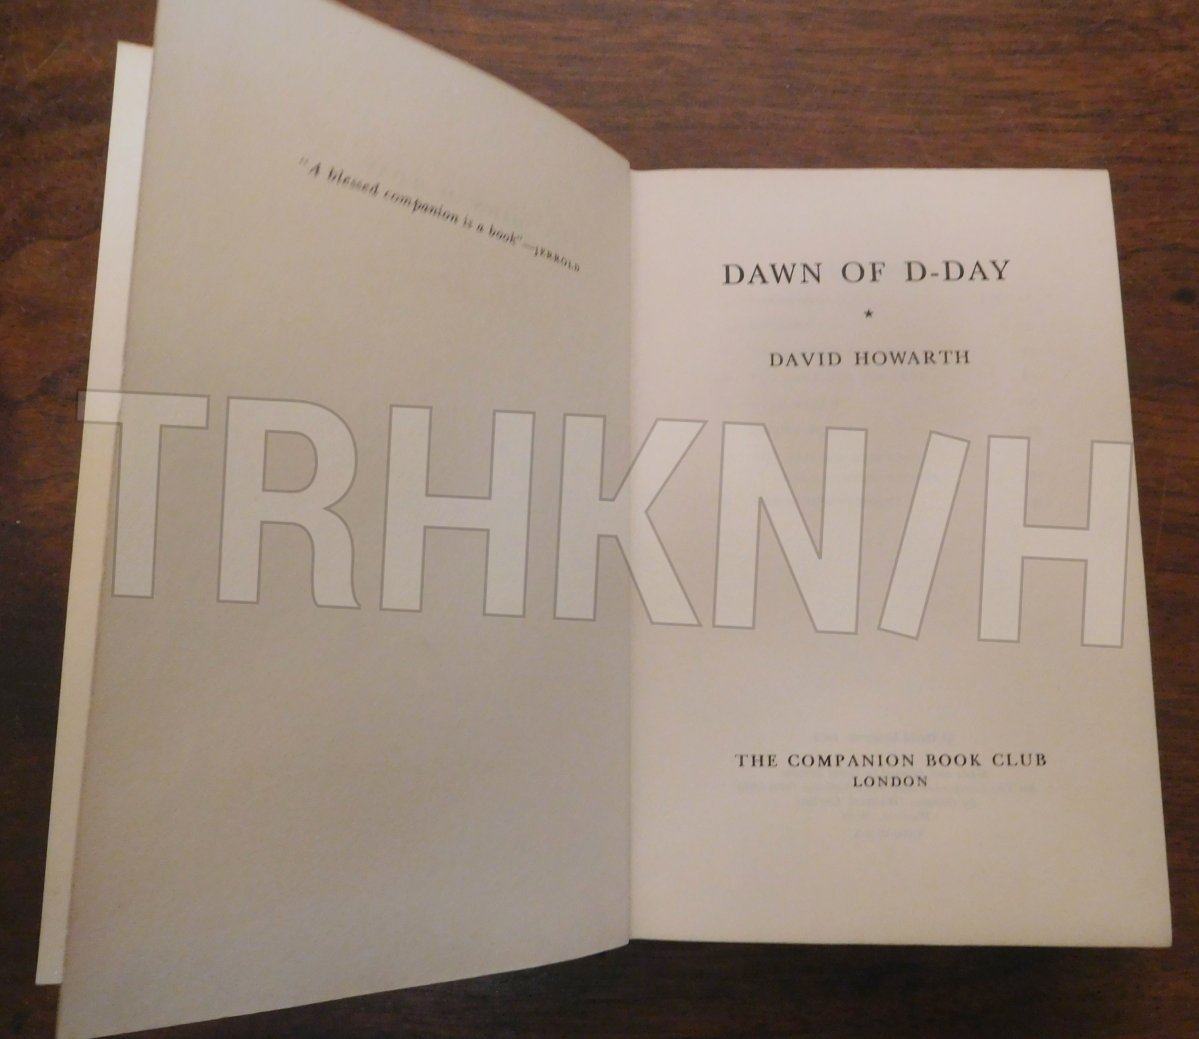 "A blessed companion is a book"—JERROLD
DAWN OF D-DAY
★
DAVID HOWARTH
TRHKN/H
THE COMPANION BOOK CLUB
LONDON